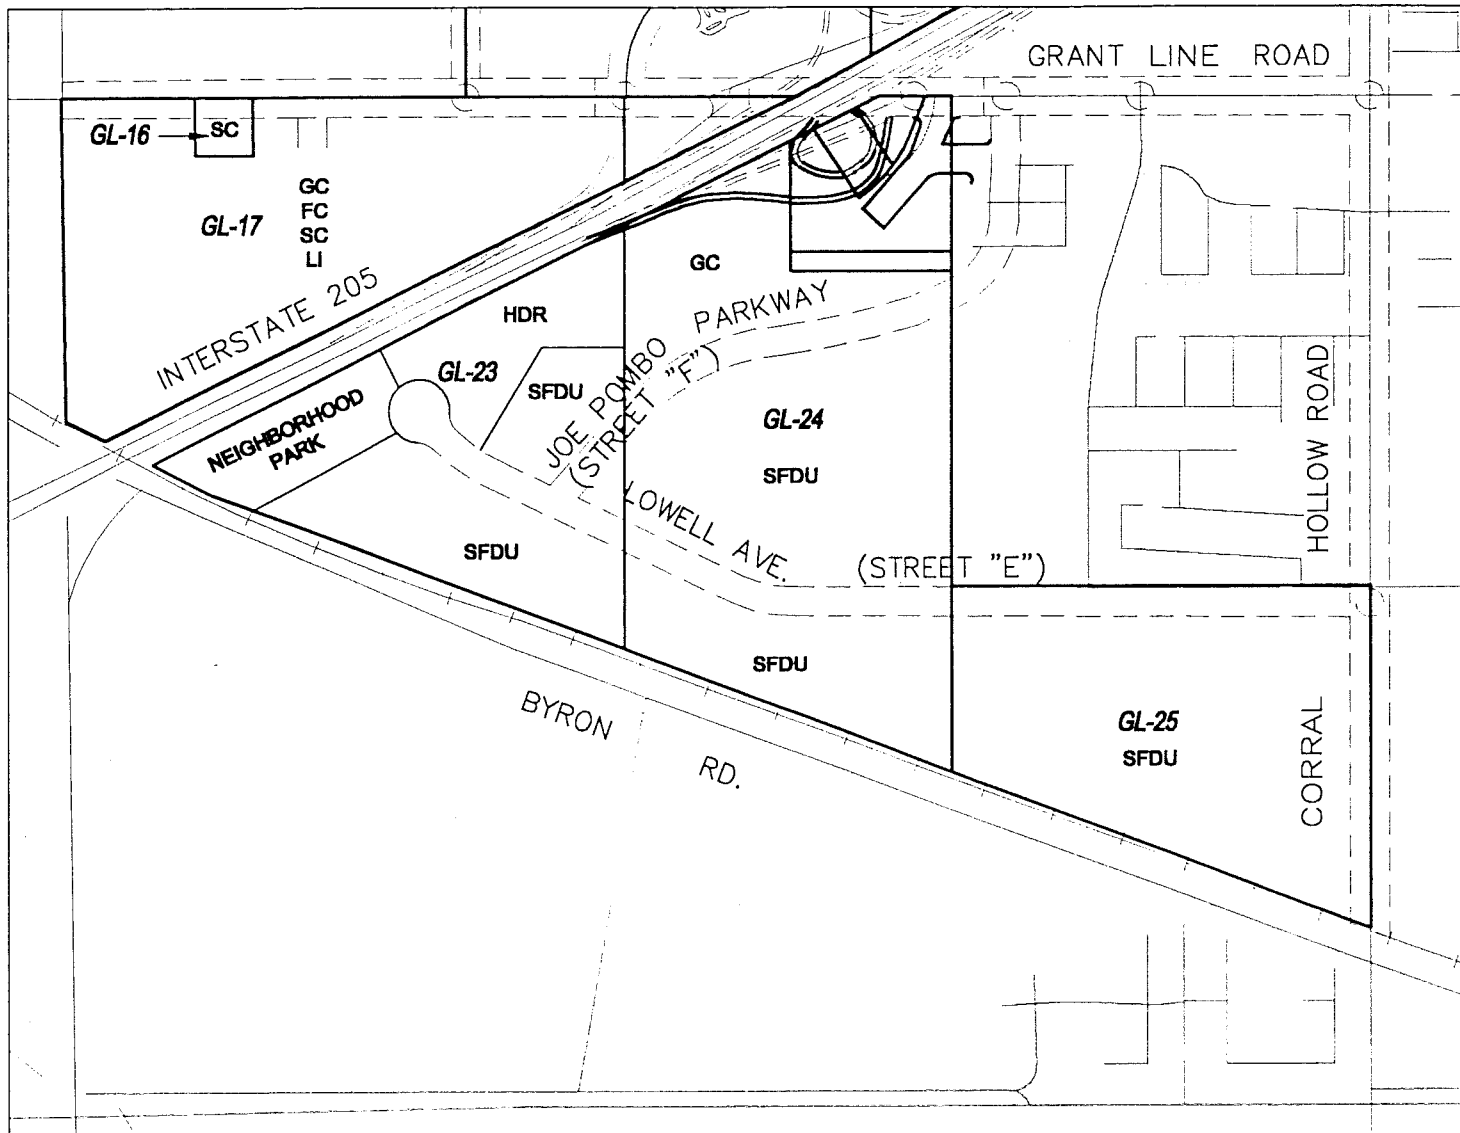 GRANT LINE ROAD
GL-16
SC
GC
FC
SC
LI
GL-17
INTERSTATE 205
GC
HDR
JOE POMBO PARKWAY
(STREET "F")
GL-23
SFDU
NEIGHBORHOOD
PARK
GL-24
SFDU
LOWELL AVE. (STREET "E")
SFDU
SFDU
BYRON RD.
GL-25
SFDU
CORRAL HOLLOW ROAD